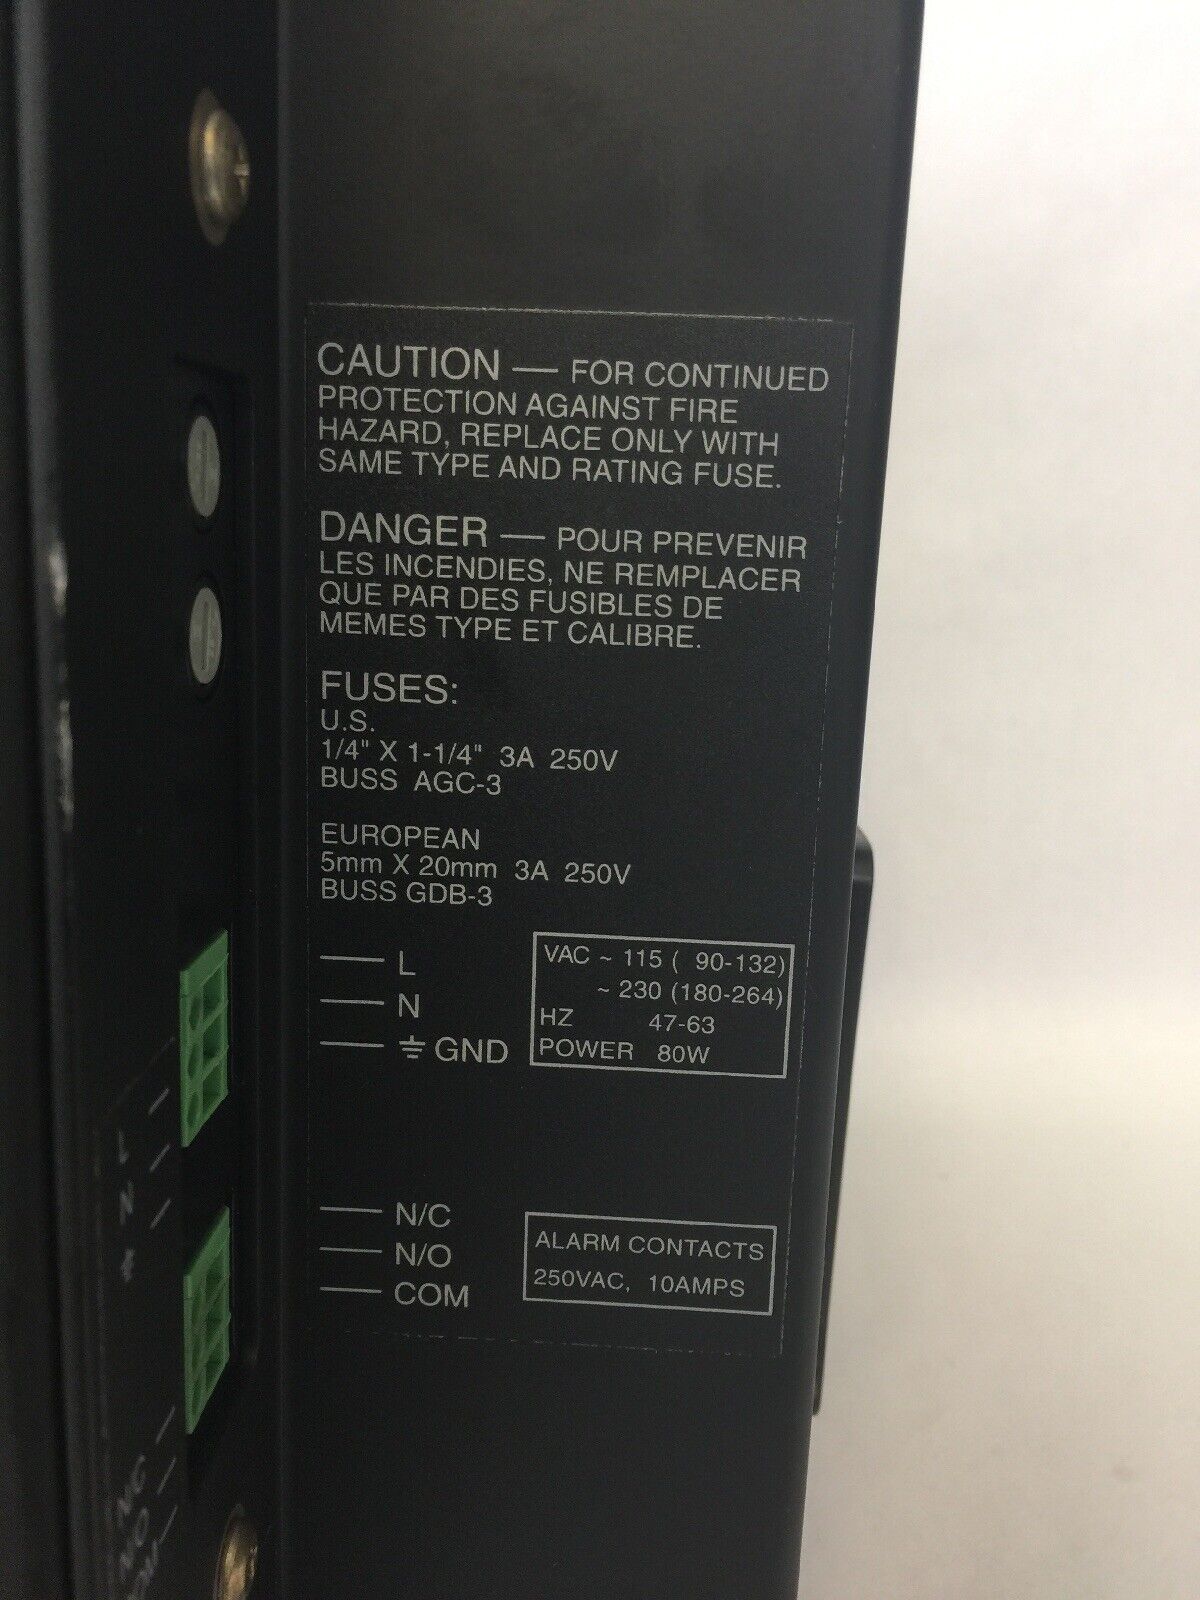 CAUTION — FOR CONTINUED
PROTECTION AGAINST FIRE
HAZARD, REPLACE ONLY WITH
SAME TYPE AND RATING FUSE.
DANGER — POUR PREVENIR
LES INCENDIES, NE REMPLACER
QUE PAR DES FUSIBLES DE
MEMES TYPE ET CALIBRE.
FUSES:
U.S.
1/4" X 1-1/4" 3A 250V
BUSS AGC-3
EUROPEAN
5mm X 20mm 3A 250V
BUSS GDB-3
L
N
GND
VAC ~ 115 ( 90-132)
~ 230 (180-264)
HZ 47-63
POWER 80W
N/C
N/O
COM
ALARM CONTACTS
250VAC, 10AMPS
L
N
NO